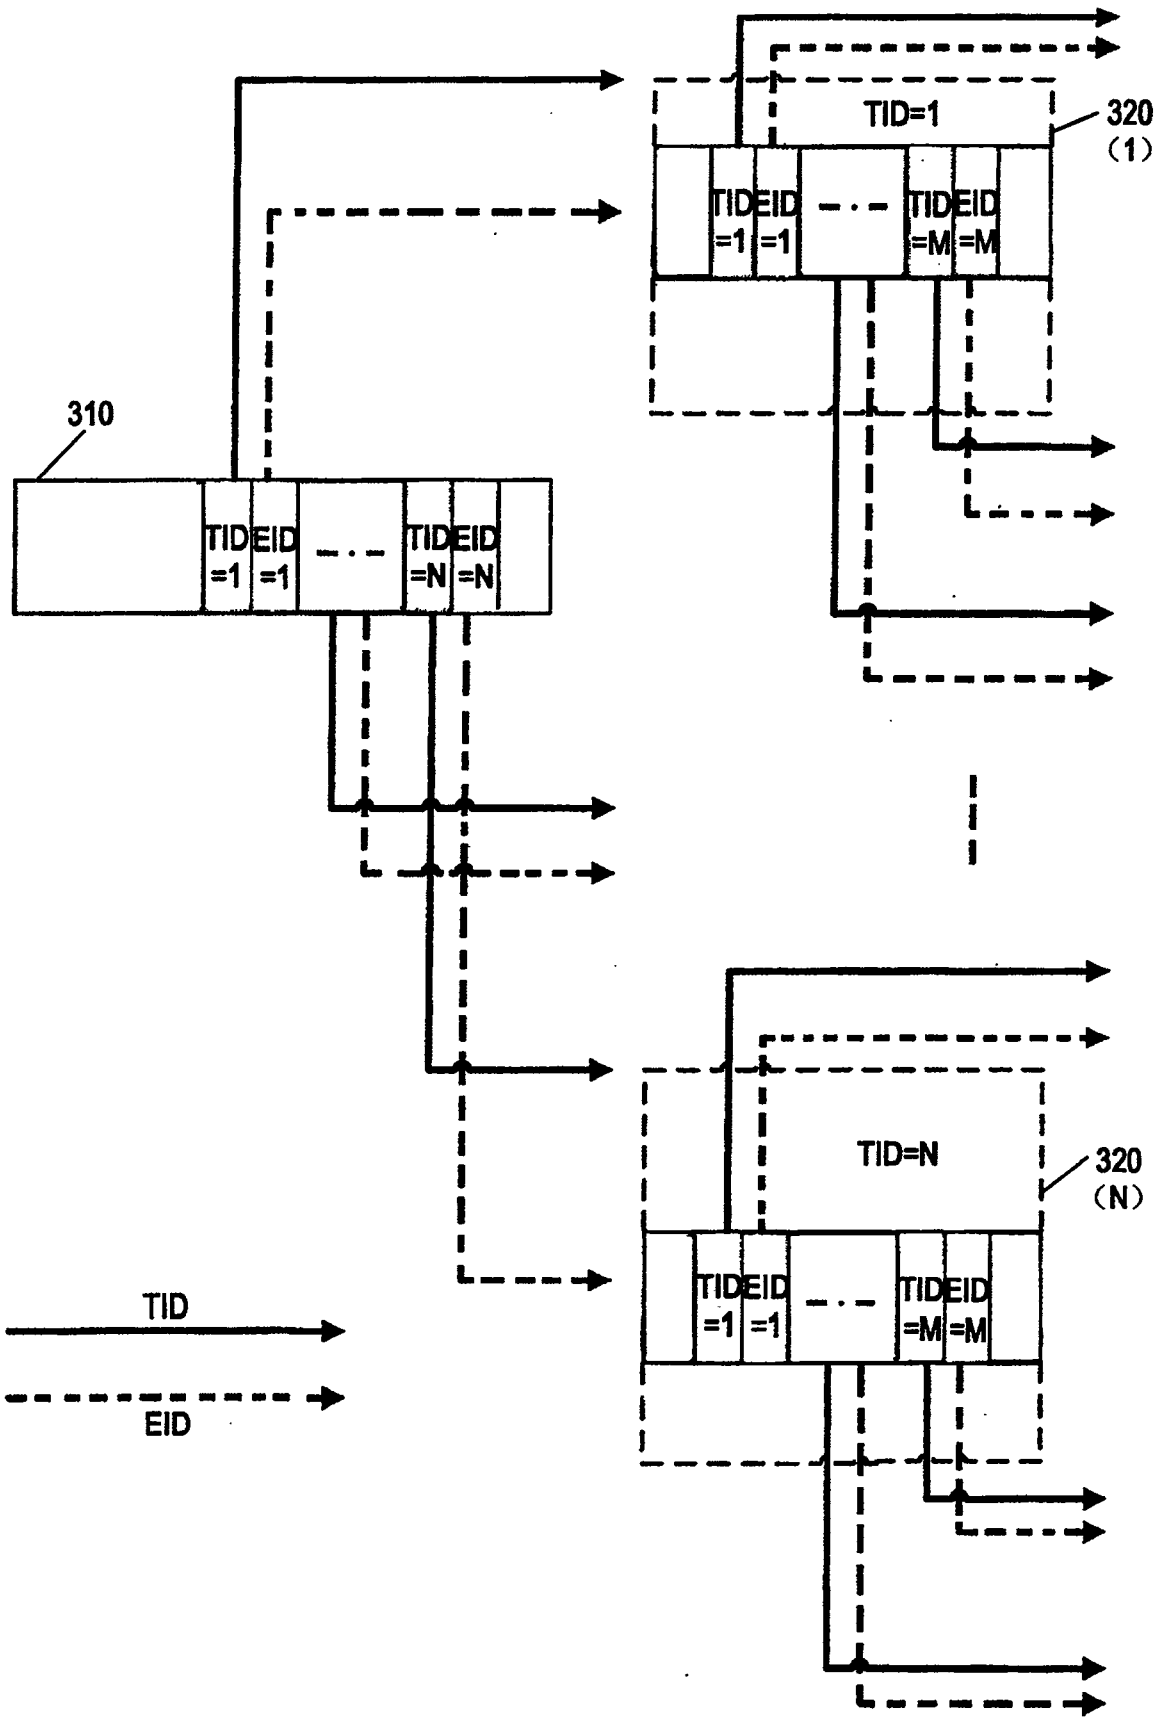 TID=1
320
(1)
TID EID TID EID
=1 =1 =M =M
310
TID EID TID EID
=1 =1 =N =N
TID=N
320
(N)
TID EID TID EID
=1 =1 =M =M
TID
EID